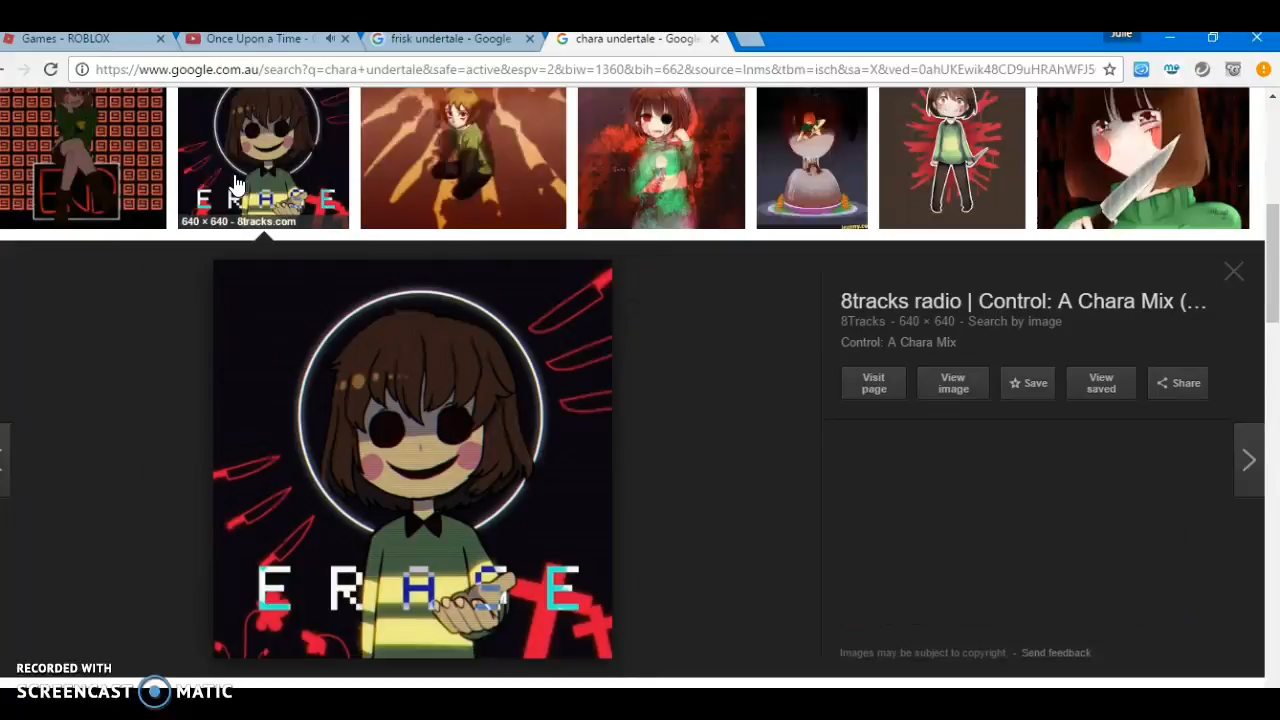 Julie
Games - ROBLOX
Once Upon a Time -
frisk undertale - Google
chara undertale - Goog
https://www.google.com.au/search?q=chara+undertale&safe=active&espv=2&biw=1360&bih=662&source=lnms&tbm=isch&sa=X&ved=0ahUKEwik48CD9uHRAhWFJ5
END
E R A S E
640 × 640 - 8tracks.com
8tracks radio | Control: A Chara Mix (...
8Tracks - 640 × 640 - Search by image
Control: A Chara Mix
Visit page
View image
Save
View saved
Share
E R A S E
Images may be subject to copyright. - Send feedback
RECORDED WITH
SCREENCAST MATIC